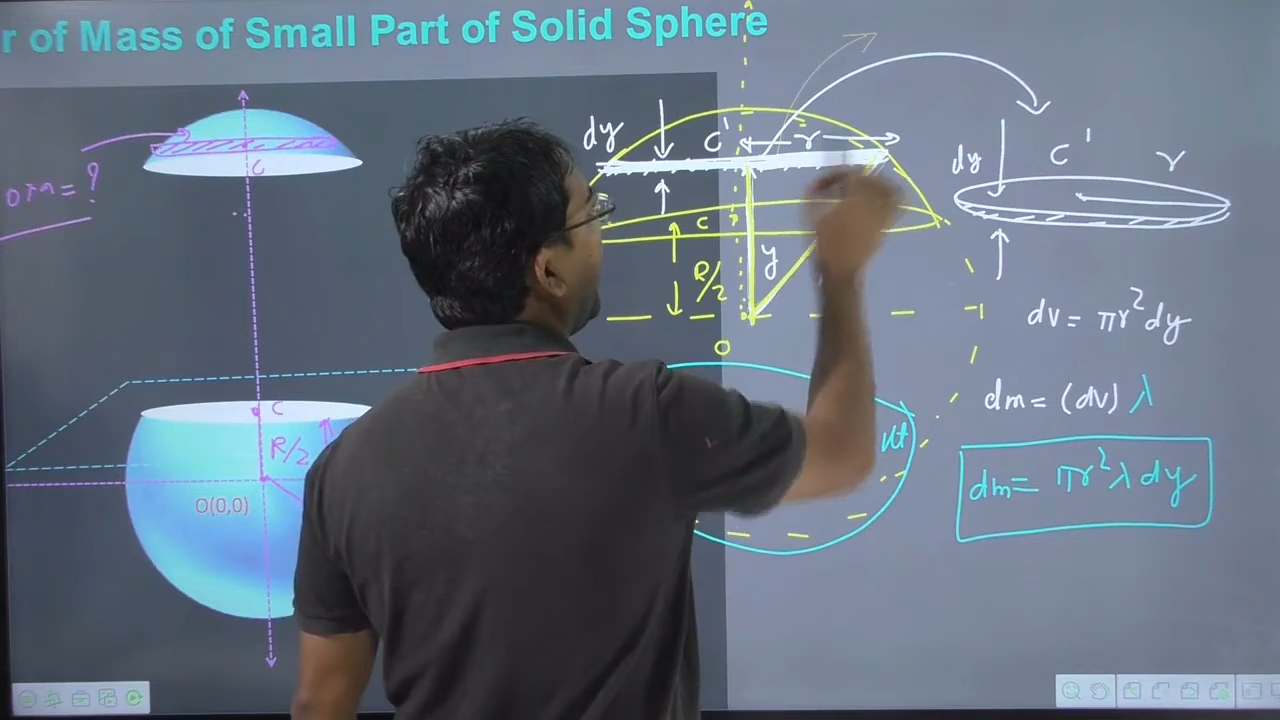 r of Mass of Small Part of Solid Sphere
dy
C'
r
dy
C'
r
C
om = ?
C
R/2
y
O
C
R/2
O(0,0)
dv = πr²dy
dm = (dv) λ
dm = πr²λ dy